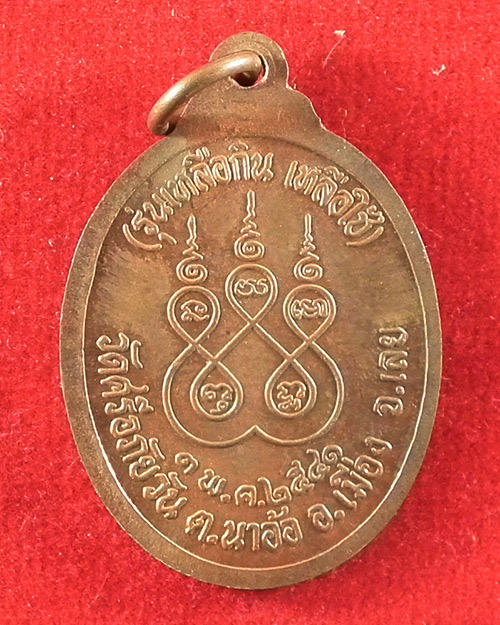 (รุ่นเหลือกิน เหลือใช้)
๑ พ.ค.๒๕๔๑
วัดศรีอภัยวัน ต.นาอ้อ อ.เมือง จ.เลย